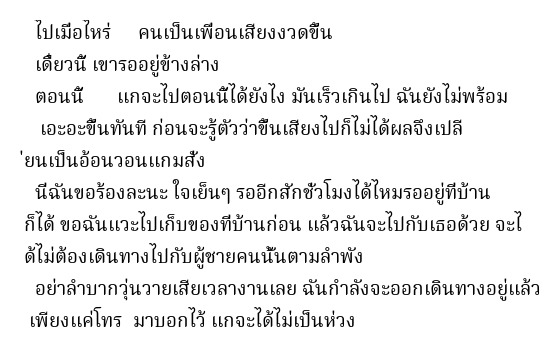 ไปเมื่อไหร่ คนเป็นเพื่อนเสียงงวดขึ้น
เดี๋ยวนี้ เขารออยู่ข้างล่าง
ตอนนี้ แกจะไปตอนนี้ได้ยังไง มันเร็วเกินไป ฉันยังไม่พร้อม
เอะอะขึ้นทันที ก่อนจะรู้ตัวว่าขึ้นเสียงไปก็ไม่ได้ผลจึงเปลี
่ยนเป็นอ้อนวอนแกมสั่ง
นี่ฉันขอร้องละนะ ใจเย็นๆ รออีกสักชั่วโมงได้ไหมรออยู่ที่บ้าน
ก็ได้ ขอฉันแวะไปเก็บของที่บ้านก่อน แล้วฉันจะไปกับเธอด้วย จะไ
ด้ไม่ต้องเดินทางไปกับผู้ชายคนนั้นตามลำพัง
อย่าลำบากวุ่นวายเสียเวลางานเลย ฉันกำลังจะออกเดินทางอยู่แล้ว
เพียงแค่โทร มาบอกไว้ แกจะได้ไม่เป็นห่วง